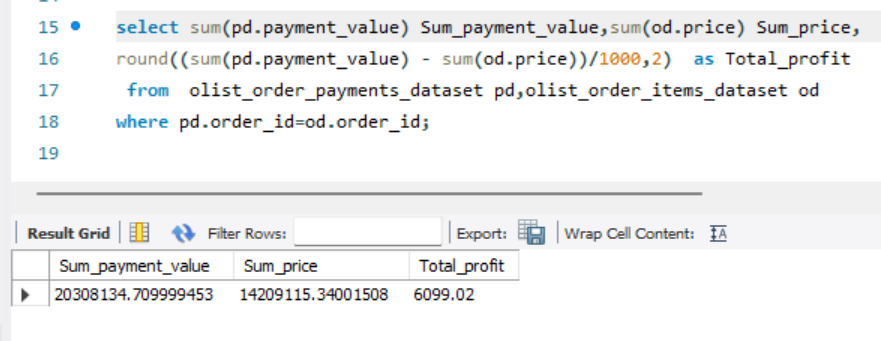 15 select sum(pd.payment_value) Sum_payment_value,sum(od.price) Sum_price,
16 round((sum(pd.payment_value) - sum(od.price))/1000,2) as Total_profit
17 from olist_order_payments_dataset pd,olist_order_items_dataset od
18 where pd.order_id=od.order_id;
19
Result Grid Filter Rows: Export: Wrap Cell Content: IA
Sum_payment_value Sum_price Total_profit
20308134.709999453 14209115.34001508 6099.02